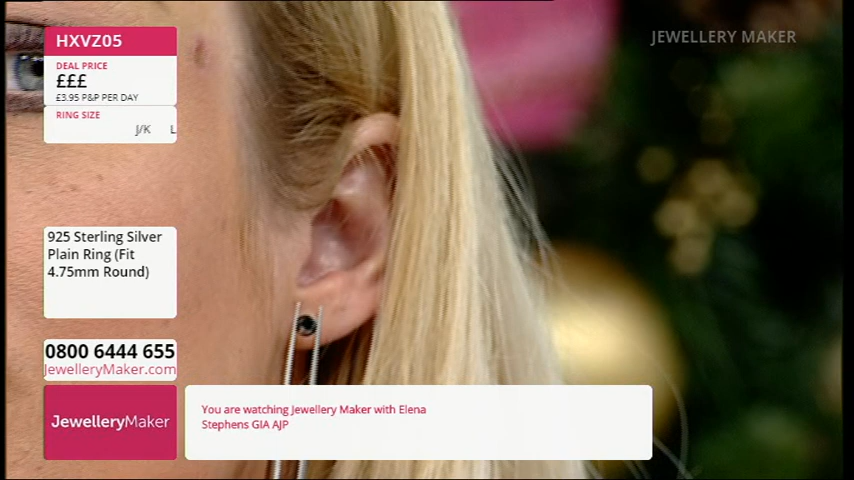 HXVZ05
DEAL PRICE
£££
£3.95 P&P PER DAY
RING SIZE
J/K L
925 Sterling Silver
Plain Ring (Fit
4.75mm Round)
0800 6444 655
JewelleryMaker.com
JewelleryMaker
You are watching Jewellery Maker with Elena
Stephens GIA AJP
JEWELLERY MAKER